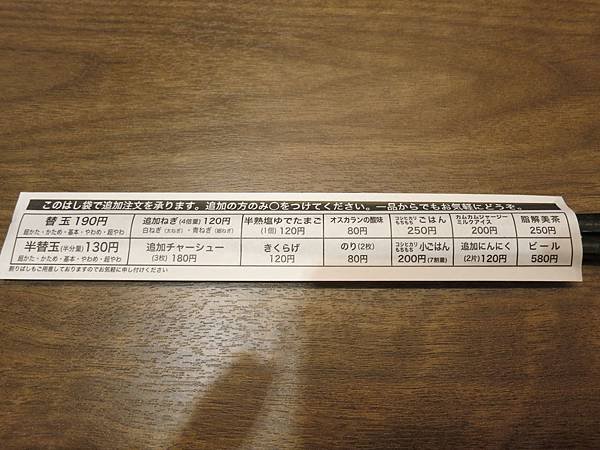 このはし袋で追加注文を承ります。追加の方のみ○をつけてください。一品からでもお気軽にどうぞ。
替玉190円
超かた・かため・基本・やわめ・超やわ
追加ねぎ(4倍量)120円
白ねぎ(太ねぎ)・青ねぎ(細ねぎ)
半熟塩ゆでたまご
(1個)120円
オスカランの酸味
80円
コシヒカリ
もちもち
ごはん
250円
カムカムジャージー
ミルクアイス
200円
脂解美茶
250円
半替玉(半分量)130円
超かた・かため・基本・やわめ・超やわ
追加チャーシュー
(3枚)180円
きくらげ
120円
のり(2枚)
80円
コシヒカリ
もちもち
小ごはん
200円(7割量)
追加にんにく
(2片)120円
ビール
580円
割りばしもご用意しておりますのでお気軽に申し付けください